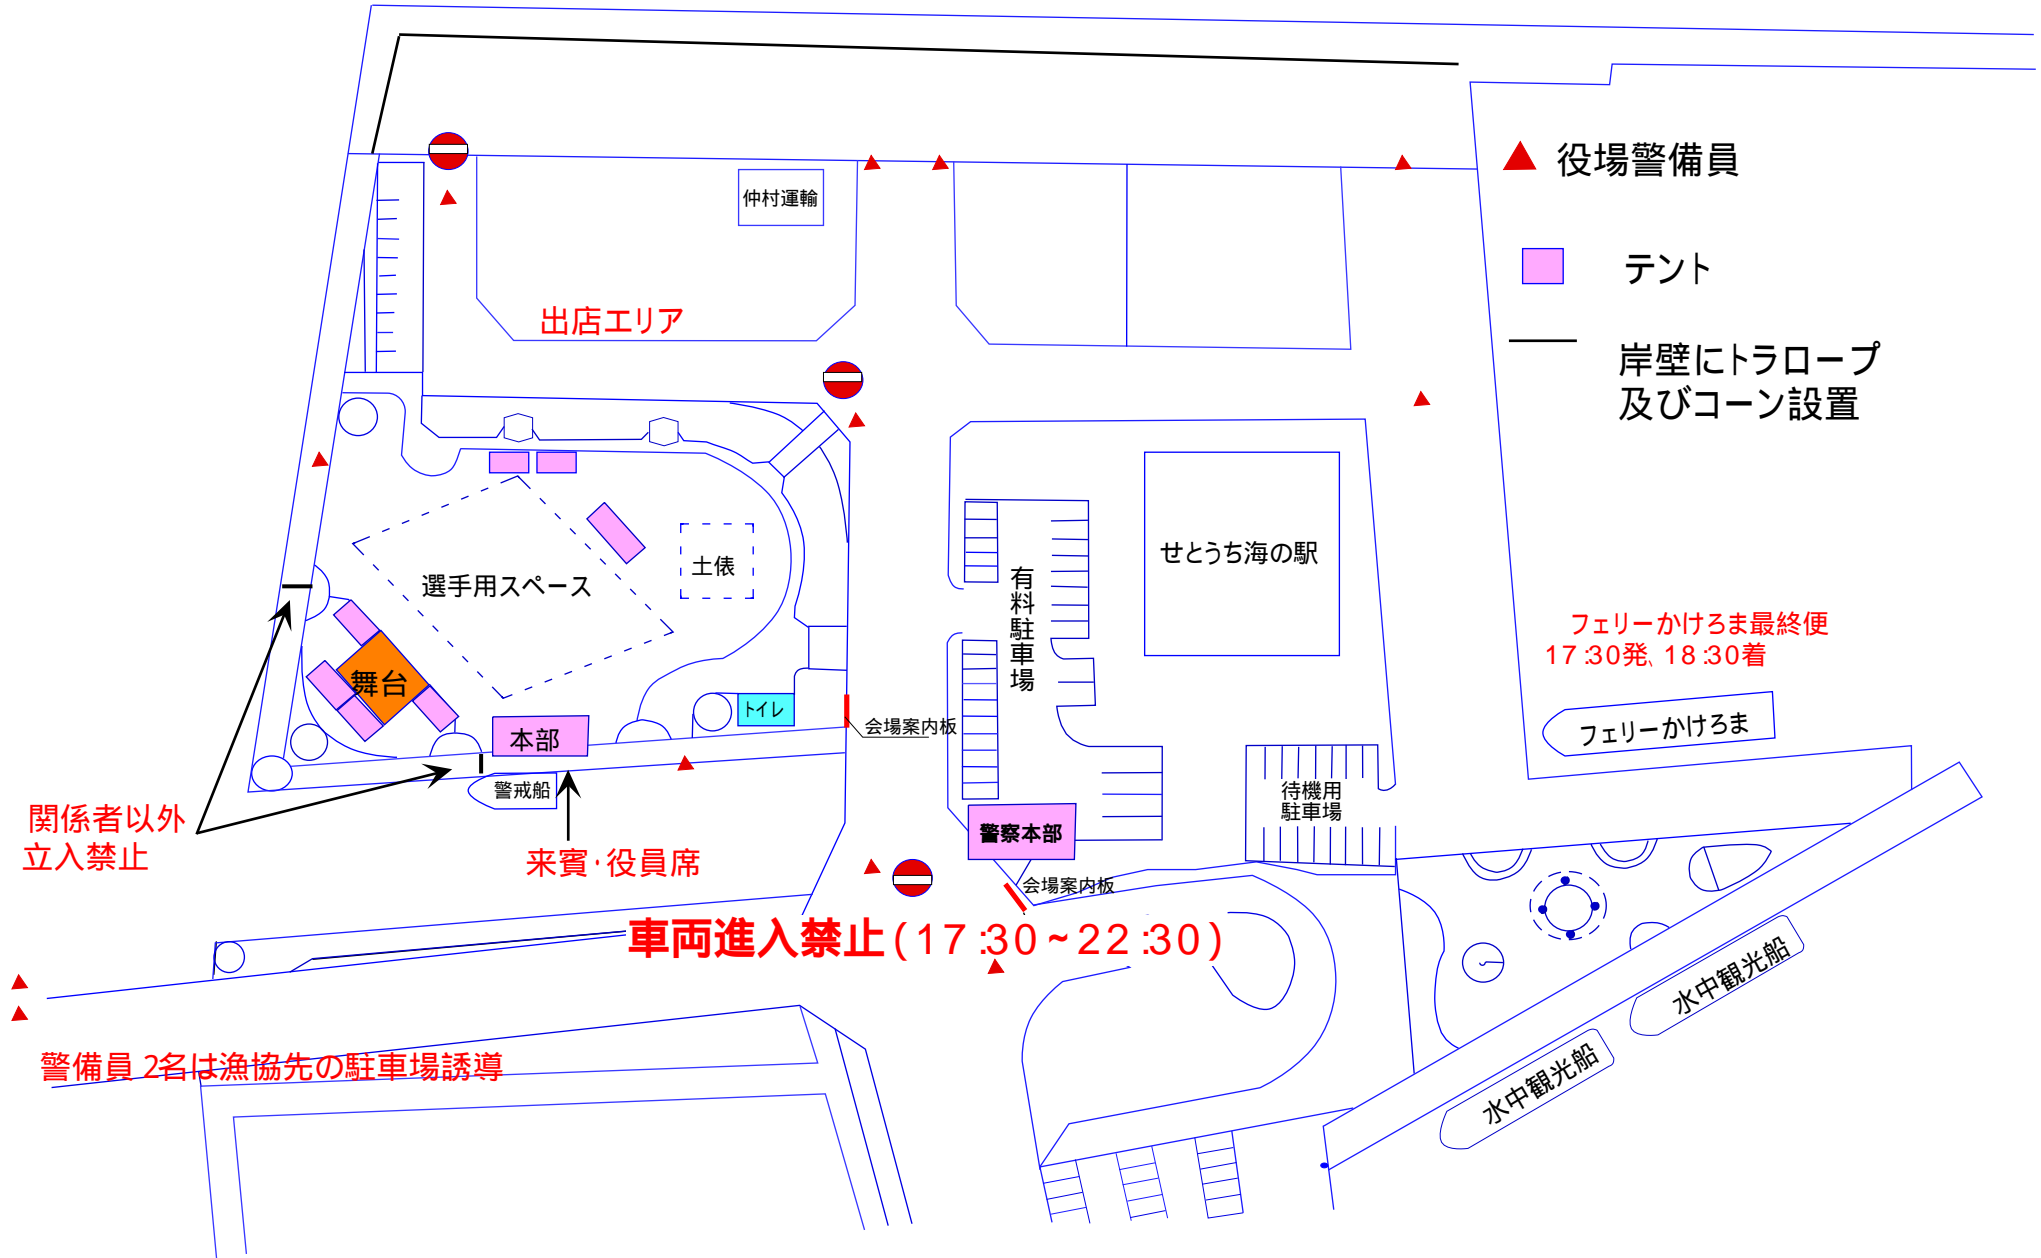 役場警備員
仲村運輸
テント
出店エリア
岸壁にトラロープ
及びコーン設置
せとうち海の駅
土俵
選手用スペース
有料駐車場
フェリーかけろま最終便
17:30発、18:30着
舞台
トイレ
会場案内板
フェリーかけろま
本部
警戒船
待機用
駐車場
関係者以外
立入禁止
警察本部
来賓・役員席
会場案内板
車両進入禁止(17:30~22:30)
水中観光船
水中観光船
警備員2名は漁協先の駐車場誘導